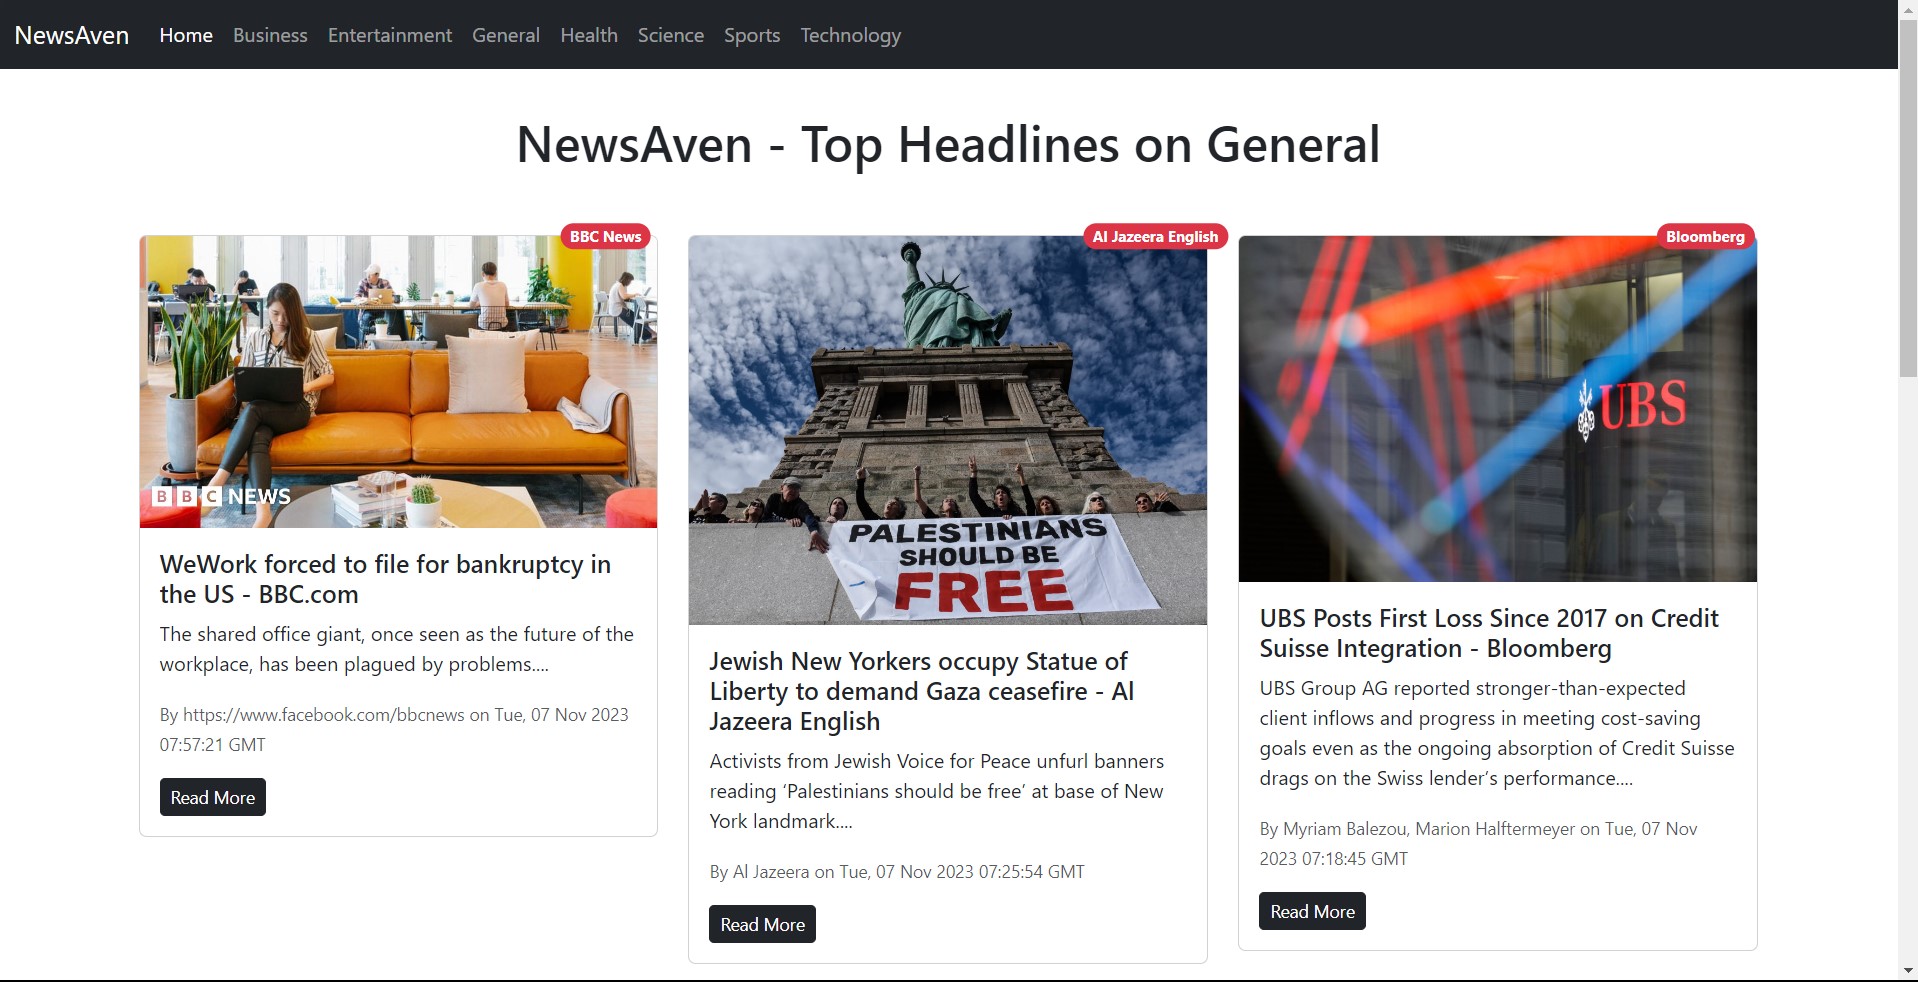 NewsAven Home Business Entertainment General Health Science Sports Technology
NewsAven - Top Headlines on General
BBC News
BBC NEWS
WeWork forced to file for bankruptcy in
the US - BBC.com
The shared office giant, once seen as the future of the
workplace, has been plagued by problems....
By https://www.facebook.com/bbcnews on Tue, 07 Nov 2023
07:57:21 GMT
Read More
Al Jazeera English
PALESTINIANS
SHOULD BE
FREE
Jewish New Yorkers occupy Statue of
Liberty to demand Gaza ceasefire - Al
Jazeera English
Activists from Jewish Voice for Peace unfurl banners
reading ‘Palestinians should be free’ at base of New
York landmark....
By Al Jazeera on Tue, 07 Nov 2023 07:25:54 GMT
Read More
Bloomberg
UBS
UBS Posts First Loss Since 2017 on Credit
Suisse Integration - Bloomberg
UBS Group AG reported stronger-than-expected
client inflows and progress in meeting cost-saving
goals even as the ongoing absorption of Credit Suisse
drags on the Swiss lender’s performance....
By Myriam Balezou, Marion Halftermeyer on Tue, 07 Nov
2023 07:18:45 GMT
Read More